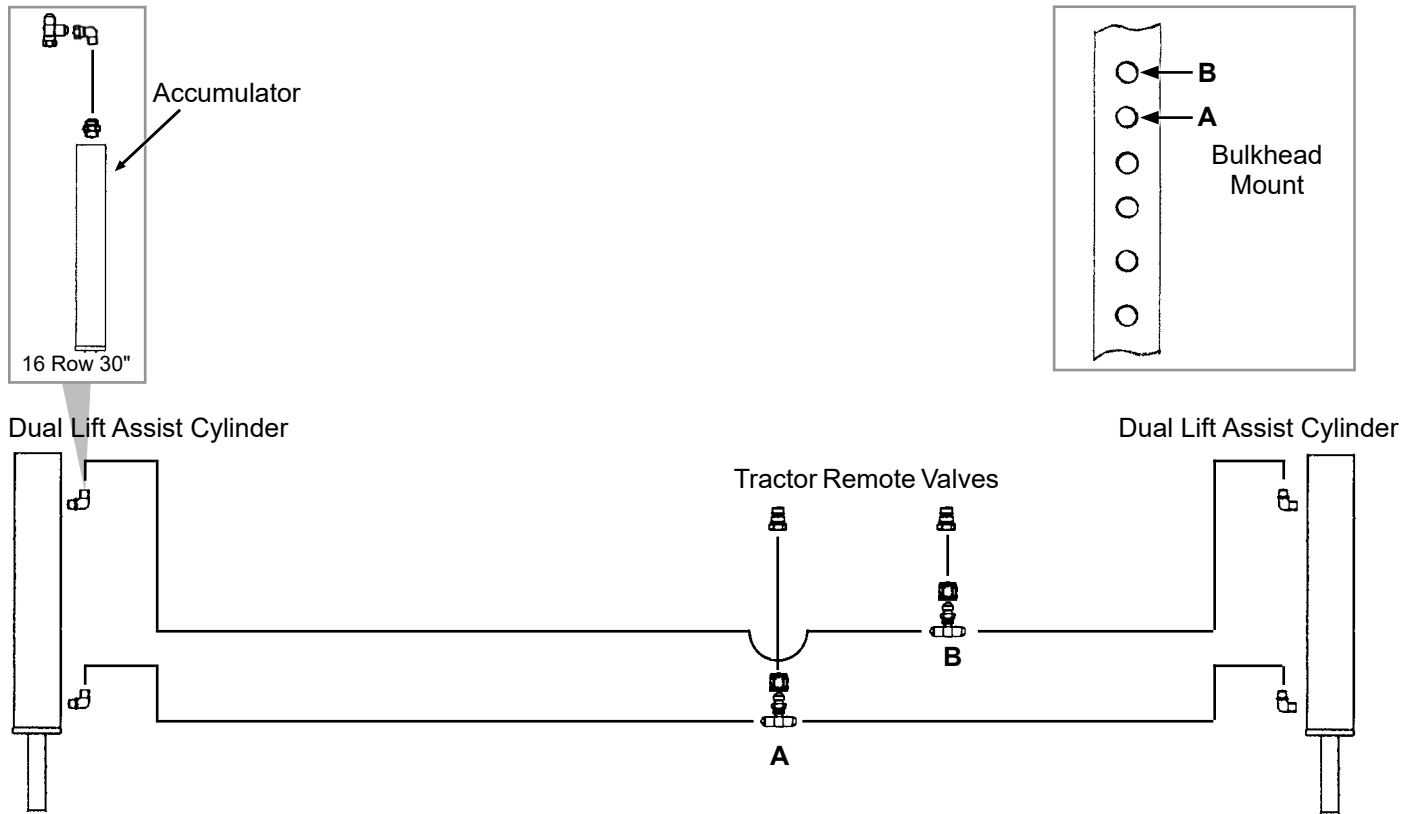 Accumulator
16 Row 30"
B
A
Bulkhead
Mount
Dual Lift Assist Cylinder
Dual Lift Assist Cylinder
Tractor Remote Valves
B
A